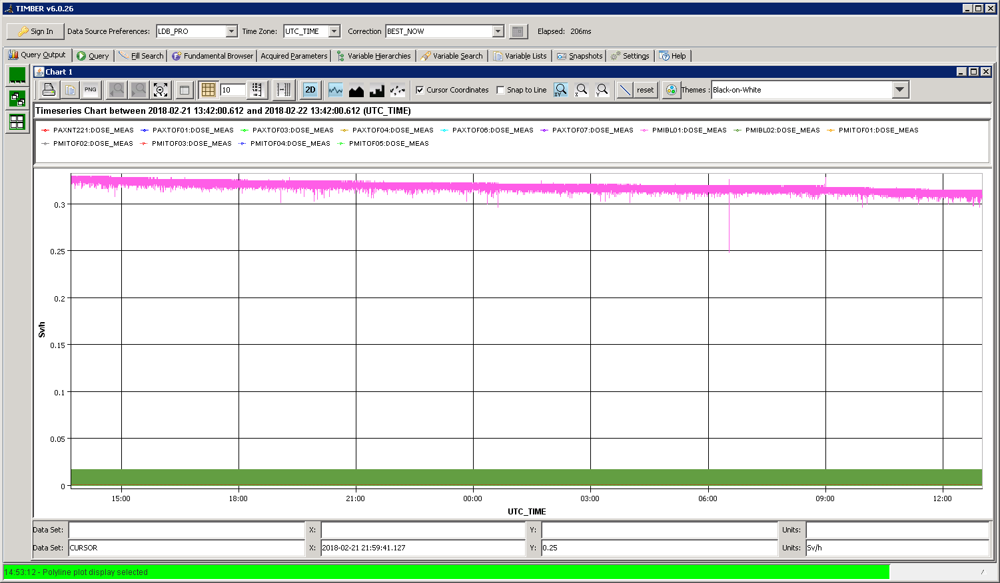 TIMBER v6.0.26
Sign In Data Source Preferences: LDB_PRO Time Zone: UTC_TIME Correction BEST_NOW Elapsed: 206ms
Query Output Query Fill Search Fundamental Browser Acquired Parameters Variable Hierarchies Variable Search Variable Lists Snapshots Settings Help
Chart 1
PNG 10 2D Cursor Coordinates Snap to Line XY X Y reset Themes : Black-on-White
Timeseries Chart between 2018-02-21 13:42:00.612 and 2018-02-22 13:42:00.612 (UTC_TIME)
PAXNT221:DOSE_MEAS PAXTOF01:DOSE_MEAS PAXTOF03:DOSE_MEAS PAXTOF04:DOSE_MEAS PAXTOF06:DOSE_MEAS PAXTOF07:DOSE_MEAS PMIBL01:DOSE_MEAS PMIBL02:DOSE_MEAS PMITOF01:DOSE_MEAS
PMITOF02:DOSE_MEAS PMITOF03:DOSE_MEAS PMITOF04:DOSE_MEAS PMITOF05:DOSE_MEAS
0.3
0.25
0.2
Sv/h
0.15
0.1
0.05
0
15:00 18:00 21:00 00:00 03:00 06:00 09:00 12:00
UTC_TIME
Data Set: X: Y: Units:
Data Set: CURSOR X: 2018-02-21 21:59:41.127 Y: 0.25 Units: Sv/h
14:53:12 - Polyline plot display selected